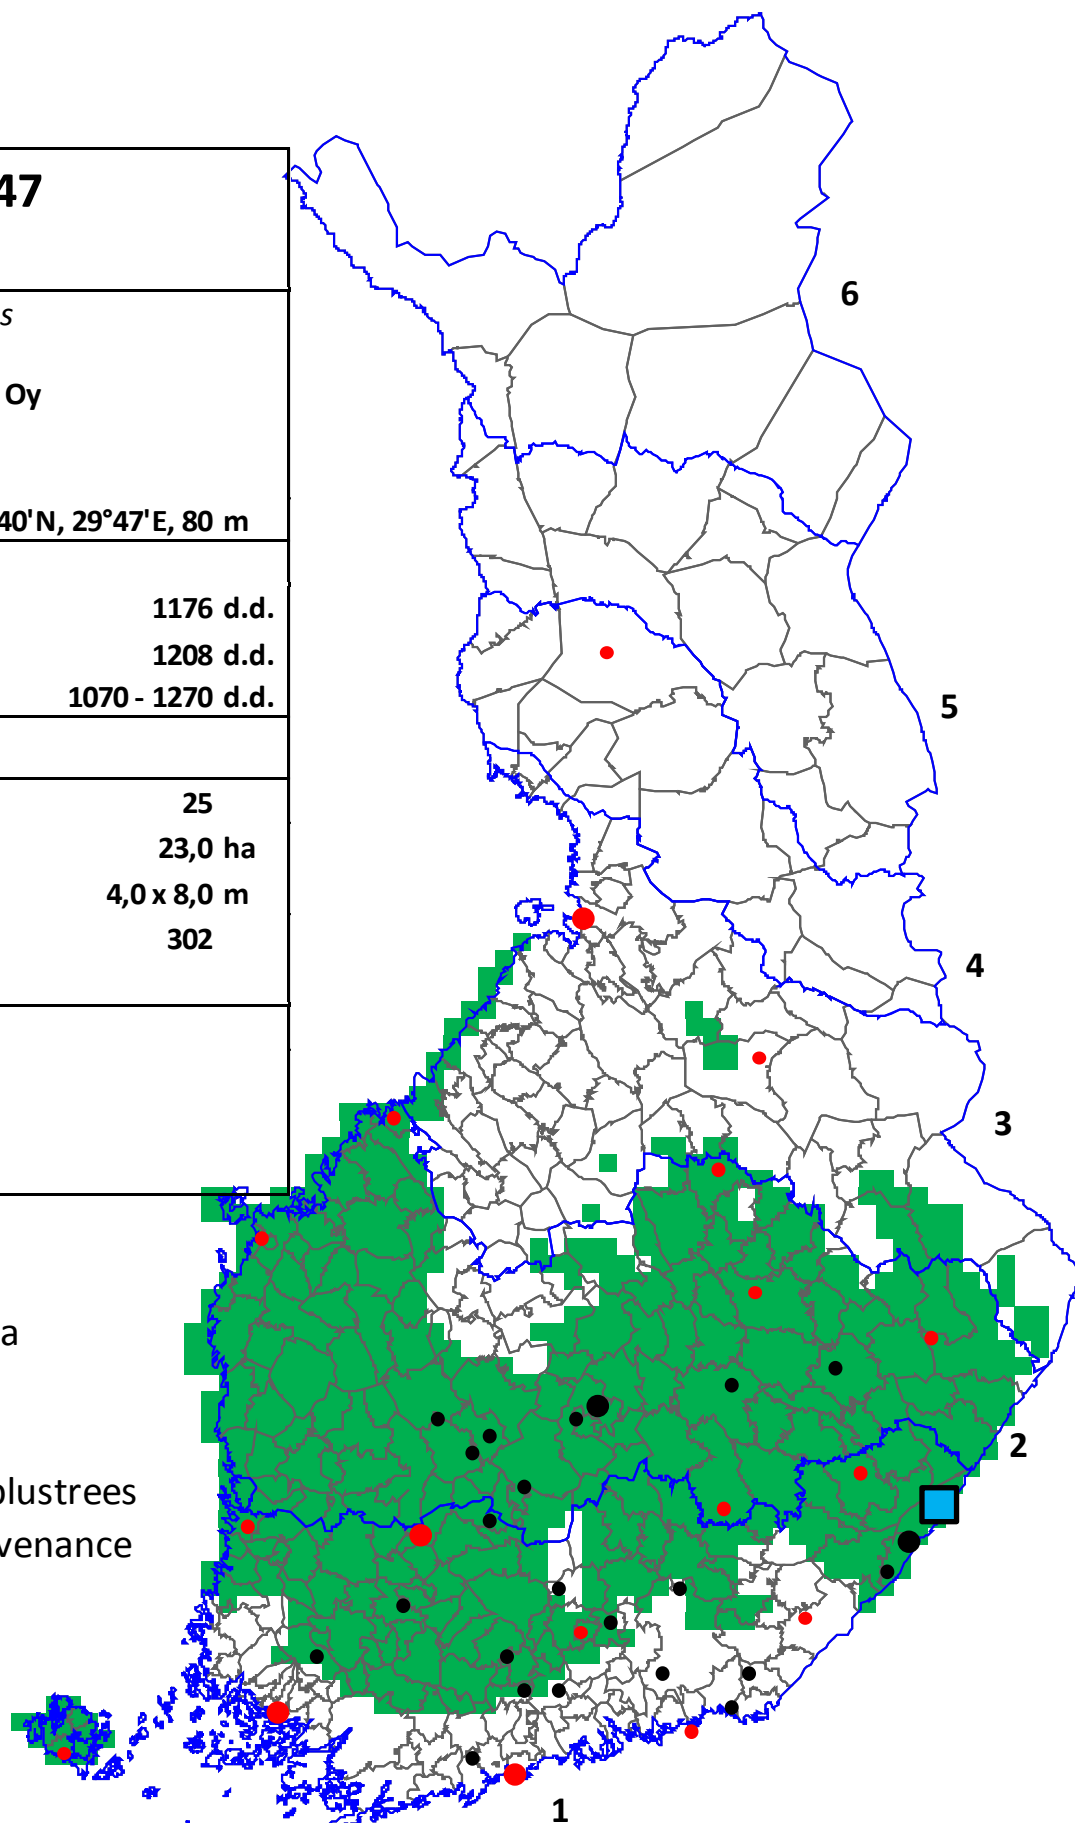 47
s
Oy
40'N, 29°47'E, 80 m
1176 d.d.
1208 d.d.
1070 - 1270 d.d.
25
23,0 ha
4,0 x 8,0 m
302
a
plustrees
venance
6
5
4
3
2
1